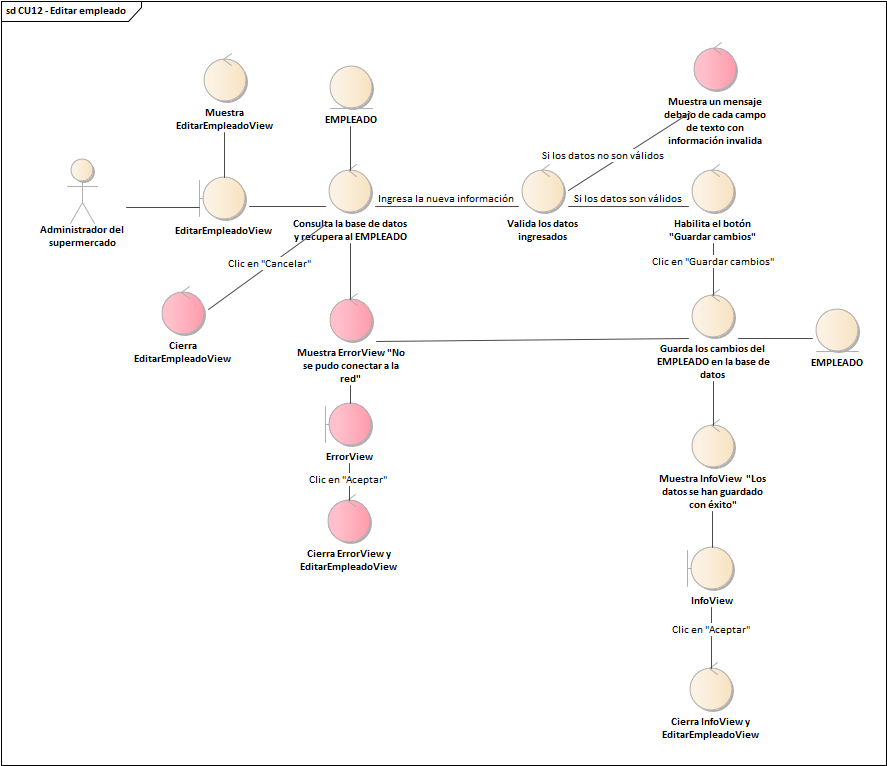 sd CU12 - Editar empleado
Muestra
EditarEmpleadoView
EMPLEADO
Muestra un mensaje
debajo de cada campo
de texto con
información invalida
Si los datos no son válidos
Administrador del
supermercado
EditarEmpleadoView
Consulta la base de datos
y recupera al EMPLEADO
Ingresa la nueva información
Valida los datos
ingresados
Si los datos son válidos
Habilita el botón
"Guardar cambios"
Clic en "Cancelar"
Clic en "Guardar cambios"
Cierra
EditarEmpleadoView
Muestra ErrorView "No
se pudo conectar a la
red"
Guarda los cambios del
EMPLEADO en la base de
datos
EMPLEADO
ErrorView
Clic en "Aceptar"
Muestra InfoView "Los
datos se han guardado
con éxito"
Cierra ErrorView y
EditarEmpleadoView
InfoView
Clic en "Aceptar"
Cierra InfoView y
EditarEmpleadoView